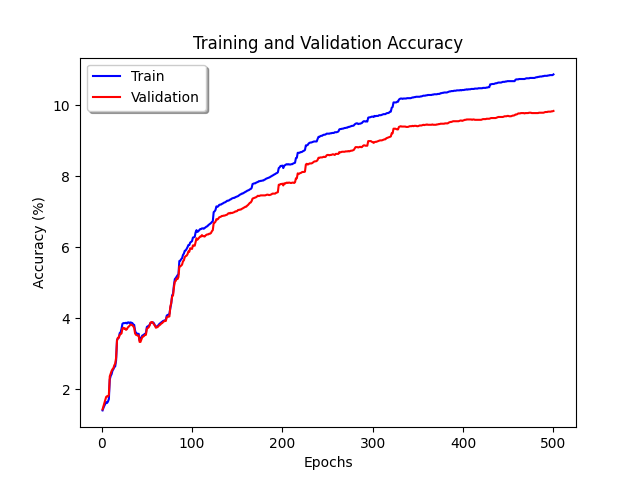 Training and Validation Accuracy
Train
Validation
Accuracy (%)
10
8
6
4
2
0 100 200 300 400 500
Epochs